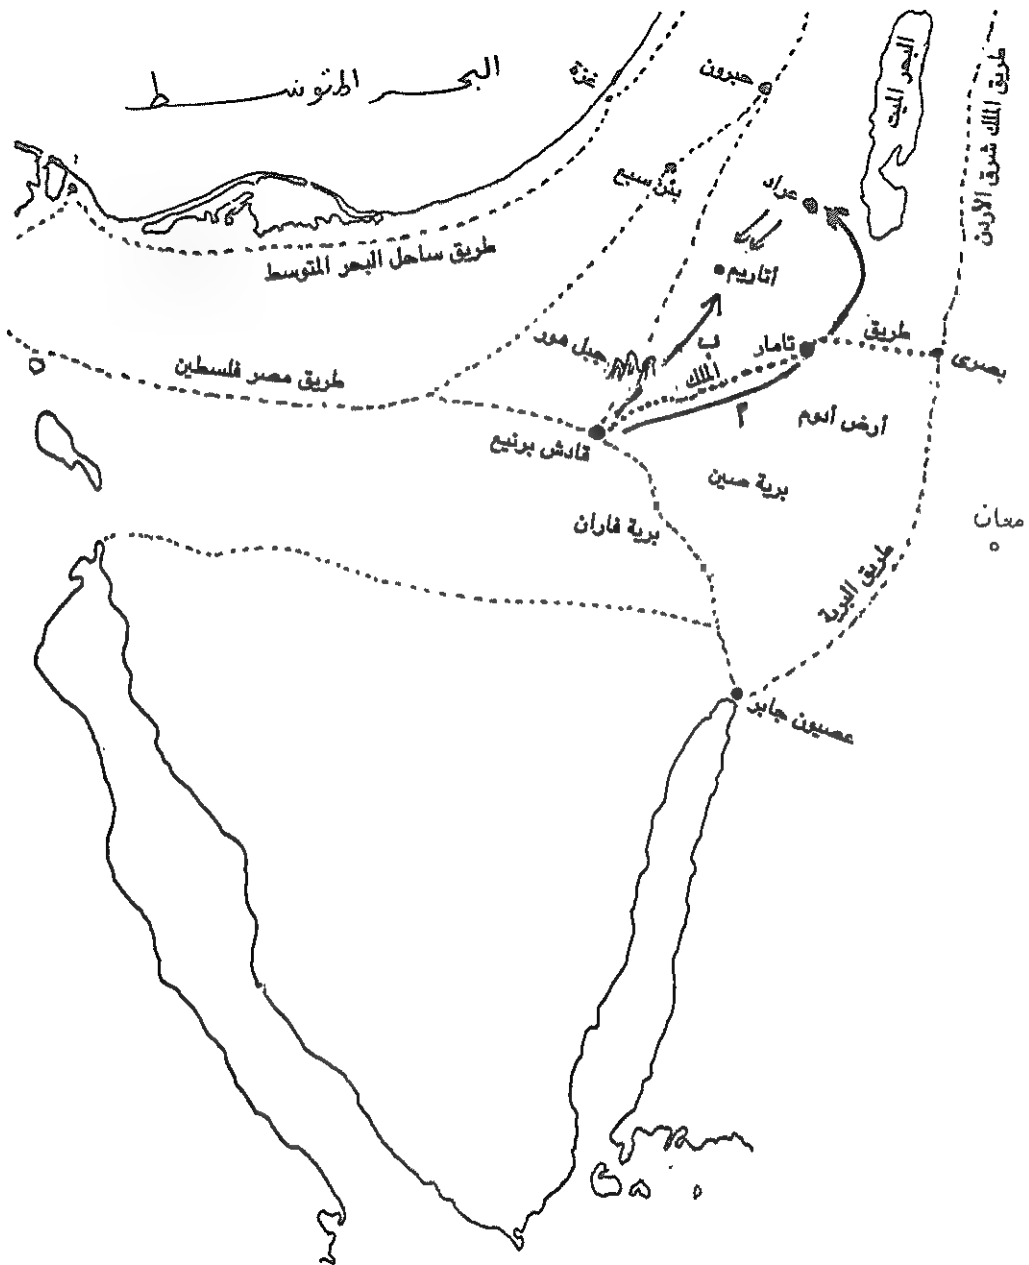 البحر المتوسط
غزة
حبرون
البحر الميت
طريق الملك شرق الأردن
بئر سبع
عراد
طريق ساحل البحر المتوسط
أتاريم
جبل هور
ب
تامار
طريق
الملك
بصرى
طريق مصر فلسطين
أ
أرض أدوم
قادش برنيع
برية صين
برية فاران
معان
طريق البرية
عصيون جابر